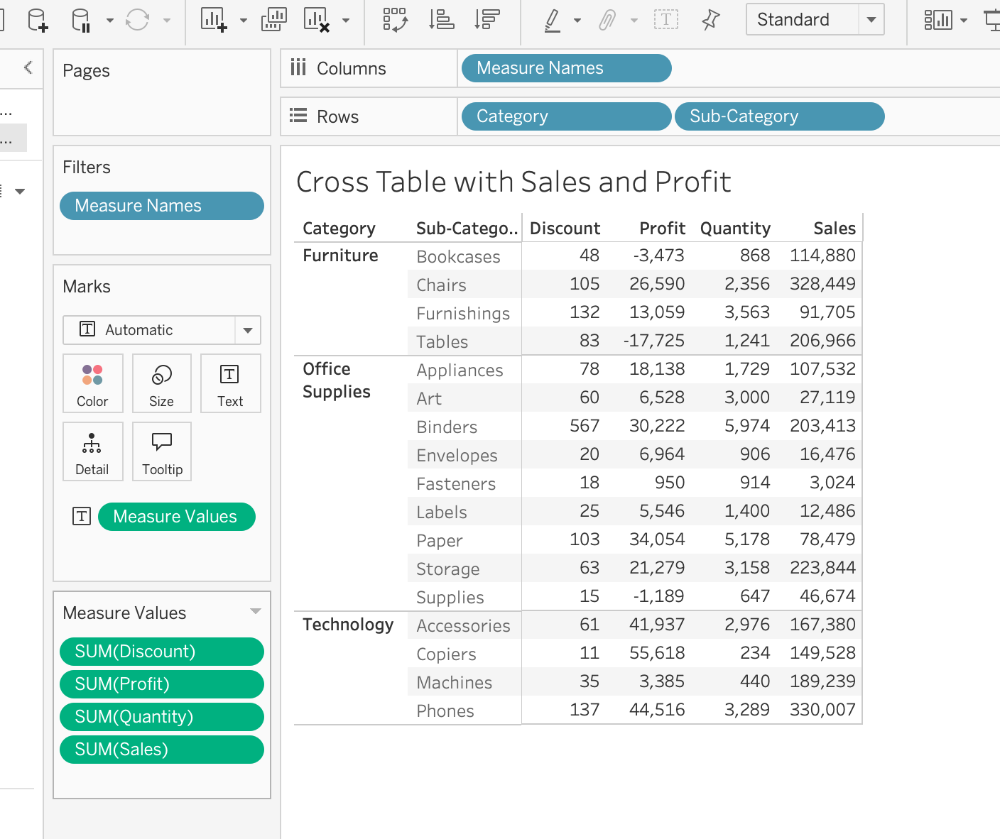 Standard
Pages
Columns
Measure Names
Rows
Category
Sub-Category
Filters
Measure Names
Marks
Automatic
Color
Size
Text
Detail
Tooltip
Measure Values
Measure Values
SUM(Discount)
SUM(Profit)
SUM(Quantity)
SUM(Sales)
Cross Table with Sales and Profit
Category Sub-Catego.. Discount Profit Quantity Sales
Furniture Bookcases 48 -3,473 868 114,880
Chairs 105 26,590 2,356 328,449
Furnishings 132 13,059 3,563 91,705
Tables 83 -17,725 1,241 206,966
Office Supplies Appliances 78 18,138 1,729 107,532
Art 60 6,528 3,000 27,119
Binders 567 30,222 5,974 203,413
Envelopes 20 6,964 906 16,476
Fasteners 18 950 914 3,024
Labels 25 5,546 1,400 12,486
Paper 103 34,054 5,178 78,479
Storage 63 21,279 3,158 223,844
Supplies 15 -1,189 647 46,674
Technology Accessories 61 41,937 2,976 167,380
Copiers 11 55,618 234 149,528
Machines 35 3,385 440 189,239
Phones 137 44,516 3,289 330,007